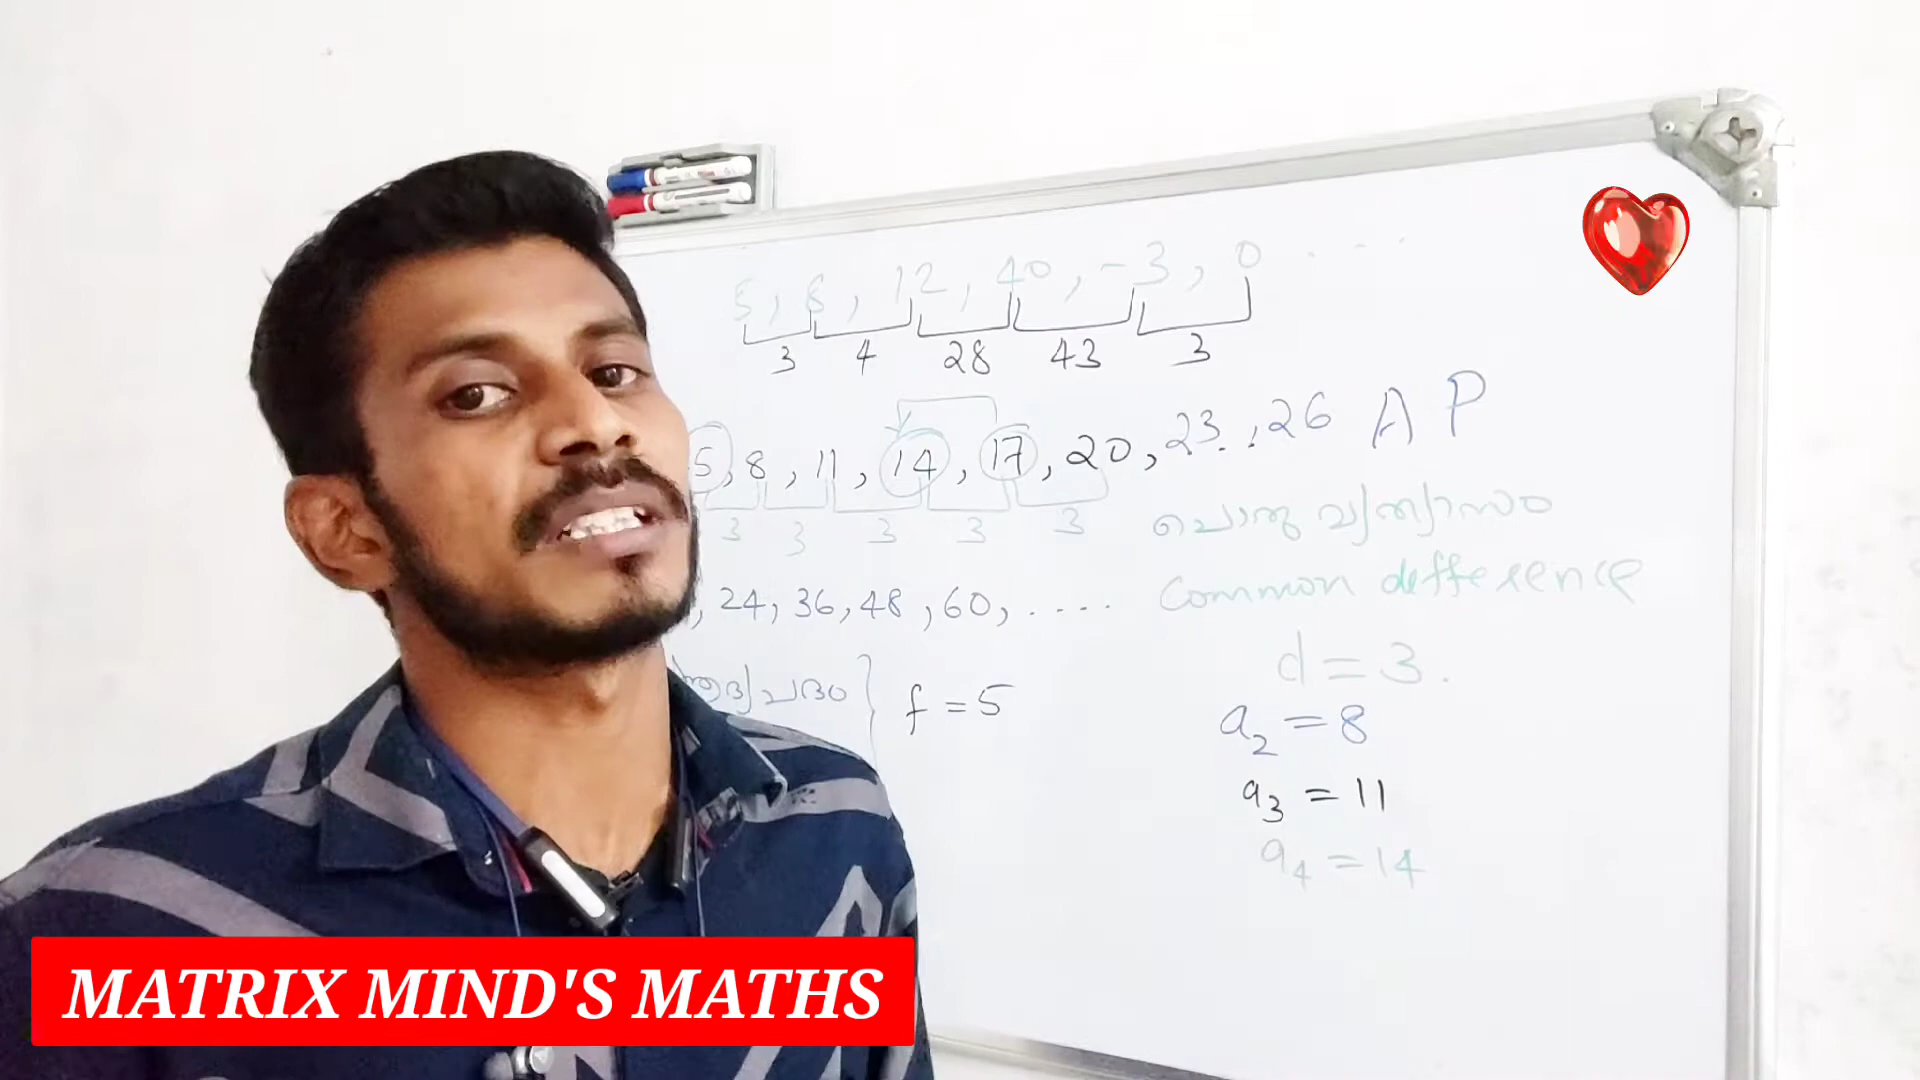 5, 8, 12, 40, -3, 0 ....
3 4 28 43 3
5, 8, 11, 14, 17, 20, 23, 26 AP
3 3 3 3 3
പൊതു വ്യത്യാസം
, 24, 36, 48, 60, ....
Common defference
d = 3.
} f = 5
a2 = 8
a3 = 11
a4 = 14
MATRIX MIND'S MATHS